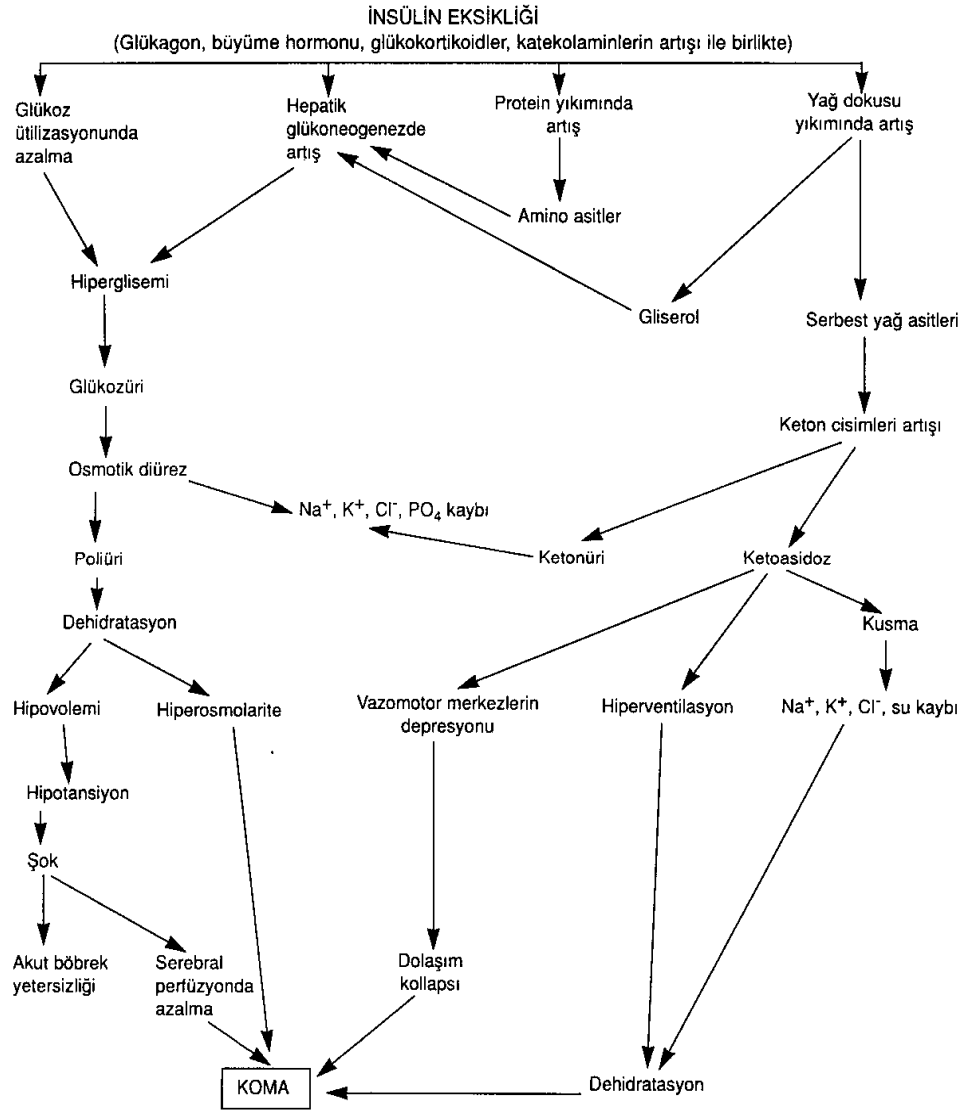 İNSÜLİN EKSİKLİĞİ
(Glükagon, büyüme hormonu, glükokortikoidler, katekolaminlerin artışı ile birlikte)
Glükoz
ütilizasyonunda
azalma
Hepatik
glükoneogenezde
artış
Protein yıkımında
artış
Yağ dokusu
yıkımında artış
Amino asitler
Hiperglisemi
Gliserol
Serbest yağ asitleri
Glükozüri
Keton cisimleri artışı
Osmotik diürez
Na⁺, K⁺, Cl⁻, PO₄ kaybı
Poliüri
Ketonüri
Ketoasidoz
Dehidratasyon
Kusma
Hipovolemi
Hiperosmolarite
Vazomotor merkezlerin
depresyonu
Hiperventilasyon
Na⁺, K⁺, Cl⁻, su kaybı
Hipotansiyon
Şok
Akut böbrek
yetersizliği
Serebral
perfüzyonda
azalma
Dolaşım
kollapsı
KOMA
Dehidratasyon